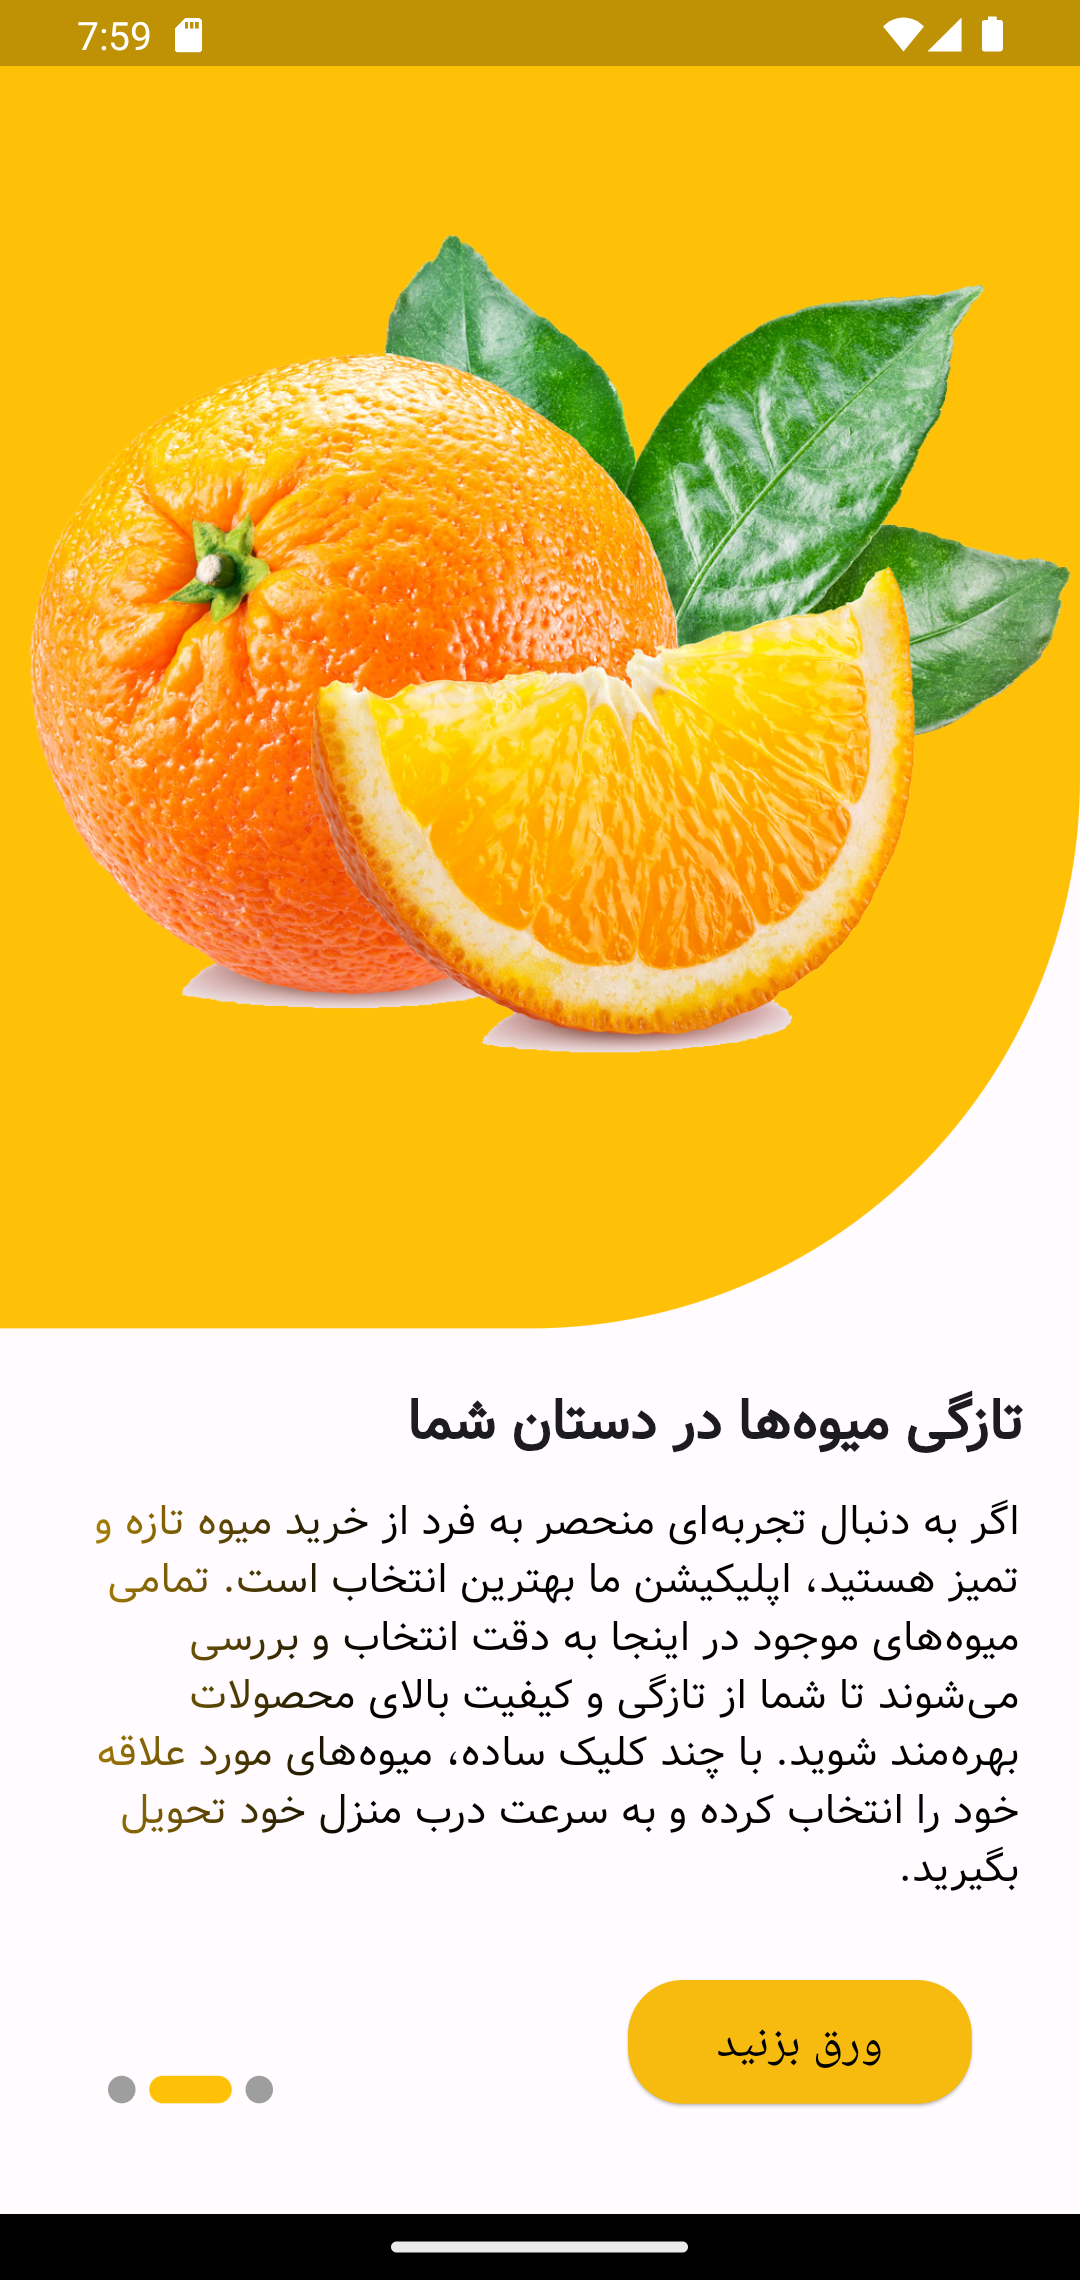 7:59
تازگی میوه‌ها در دستان شما
اگر به دنبال تجربه‌ای منحصر به فرد از خرید میوه تازه و
تمیز هستید، اپلیکیشن ما بهترین انتخاب است. تمامی
میوه‌های موجود در اینجا به دقت انتخاب و بررسی
می‌شوند تا شما از تازگی و کیفیت بالای محصولات
بهره‌مند شوید. با چند کلیک ساده، میوه‌های مورد علاقه
خود را انتخاب کرده و به سرعت درب منزل خود تحویل
بگیرید.
ورق بزنید